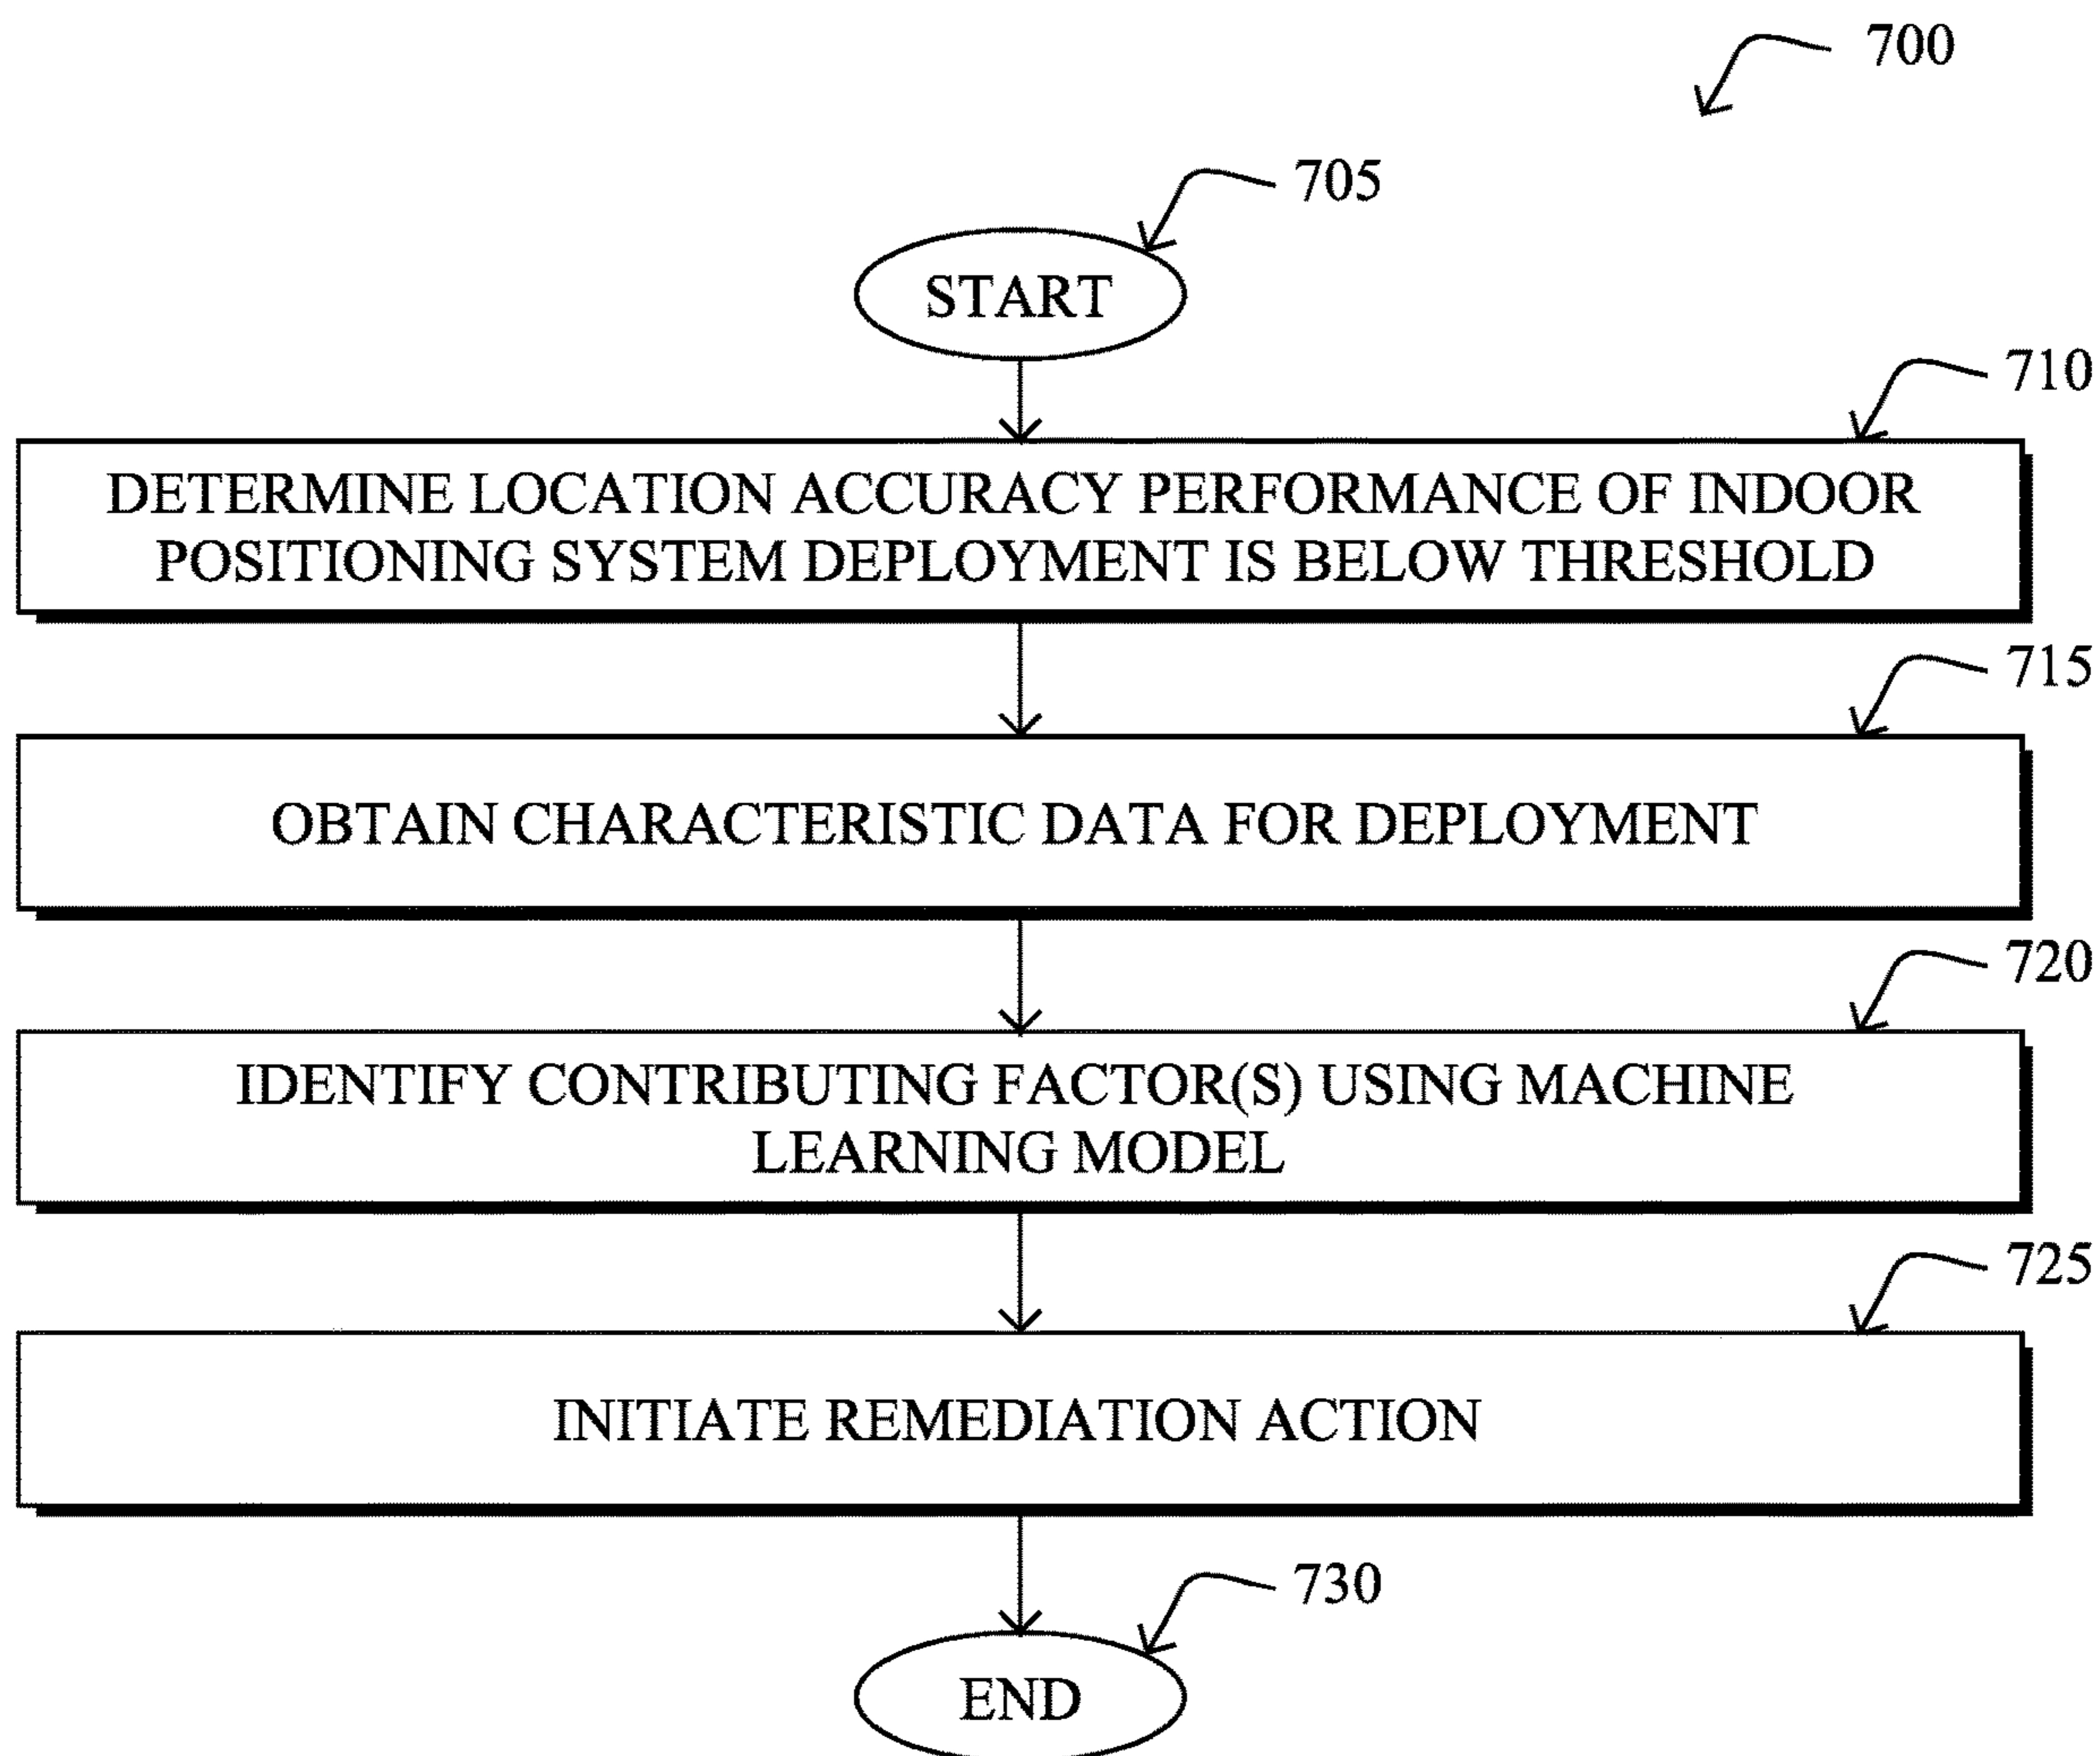 700
705
START
710
DETERMINE LOCATION ACCURACY PERFORMANCE OF INDOOR
POSITIONING SYSTEM DEPLOYMENT IS BELOW THRESHOLD
715
OBTAIN CHARACTERISTIC DATA FOR DEPLOYMENT
720
IDENTIFY CONTRIBUTING FACTOR(S) USING MACHINE
LEARNING MODEL
725
INITIATE REMEDIATION ACTION
730
END